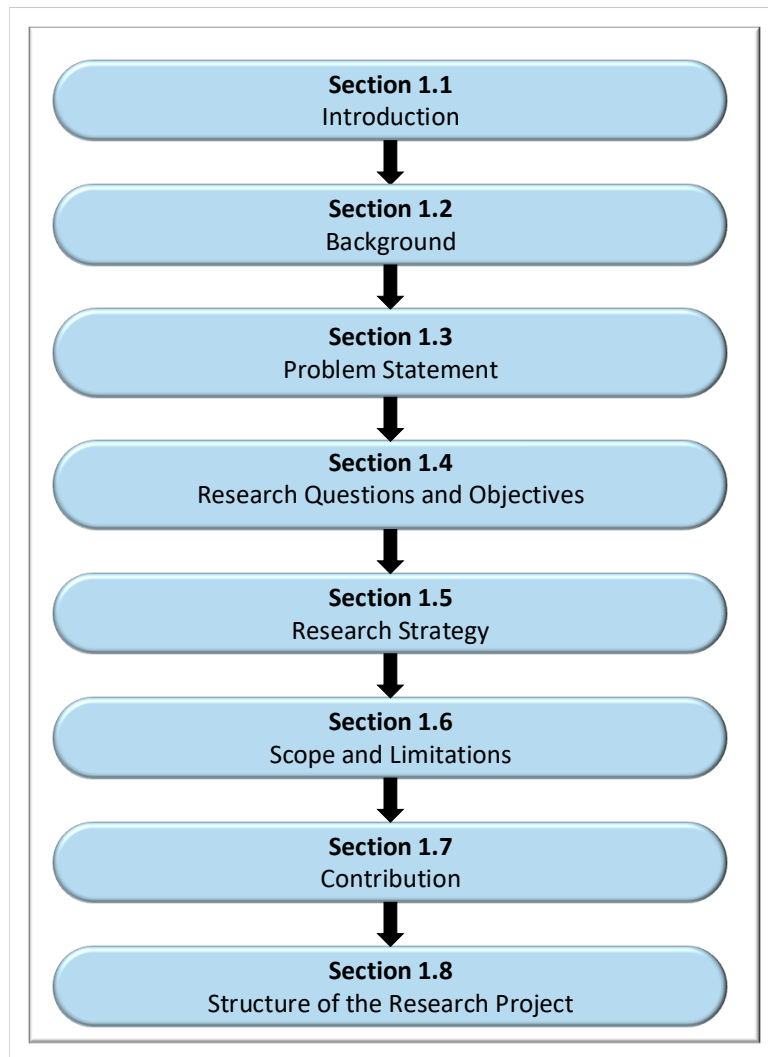 Section 1.1
Introduction
Section 1.2
Background
Section 1.3
Problem Statement
Section 1.4
Research Questions and Objectives
Section 1.5
Research Strategy
Section 1.6
Scope and Limitations
Section 1.7
Contribution
Section 1.8
Structure of the Research Project